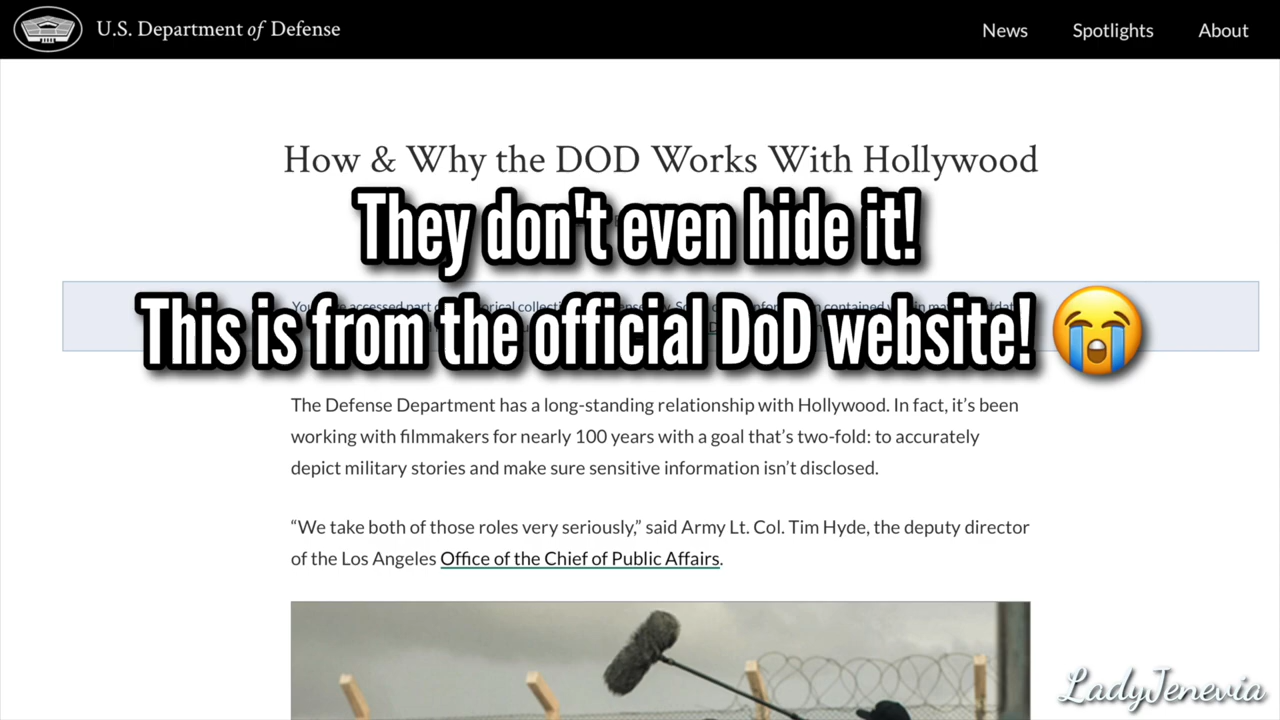 U.S. Department of Defense
News
Spotlights
About
How & Why the DOD Works With Hollywood
They don't even hide it!
This is from the official DoD website! 😭
The Defense Department has a long-standing relationship with Hollywood. In fact, it’s been
working with filmmakers for nearly 100 years with a goal that’s two-fold: to accurately
depict military stories and make sure sensitive information isn’t disclosed.
“We take both of those roles very seriously,” said Army Lt. Col. Tim Hyde, the deputy director
of the Los Angeles Office of the Chief of Public Affairs.
LadyJenevia